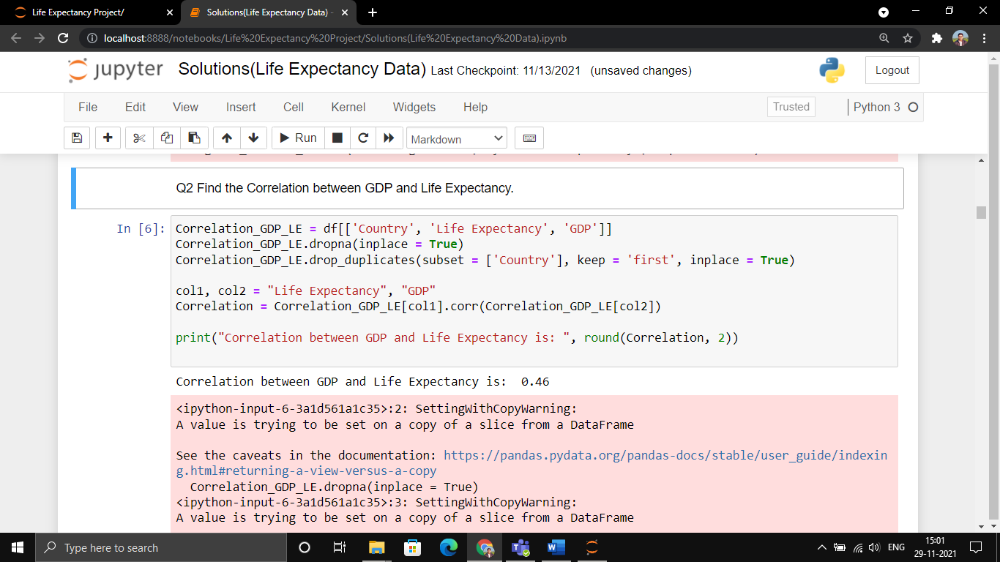 Life Expectancy Project/
Solutions(Life Expectancy Data) -
localhost:8888/notebooks/Life%20Expectancy%20Project/Solutions(Life%20Expectancy%20Data).ipynb
jupyter Solutions(Life Expectancy Data) Last Checkpoint: 11/13/2021 (unsaved changes)
Logout
File Edit View Insert Cell Kernel Widgets Help
Trusted
Python 3
Run
Markdown
Q2 Find the Correlation between GDP and Life Expectancy.
In [6]: Correlation_GDP_LE = df[['Country', 'Life Expectancy', 'GDP']]
Correlation_GDP_LE.dropna(inplace = True)
Correlation_GDP_LE.drop_duplicates(subset = ['Country'], keep = 'first', inplace = True)
col1, col2 = "Life Expectancy", "GDP"
Correlation = Correlation_GDP_LE[col1].corr(Correlation_GDP_LE[col2])
print("Correlation between GDP and Life Expectancy is: ", round(Correlation, 2))
Correlation between GDP and Life Expectancy is:  0.46
<ipython-input-6-3a1d561a1c35>:2: SettingWithCopyWarning:
A value is trying to be set on a copy of a slice from a DataFrame
See the caveats in the documentation: https://pandas.pydata.org/pandas-docs/stable/user_guide/indexin
g.html#returning-a-view-versus-a-copy
  Correlation_GDP_LE.dropna(inplace = True)
<ipython-input-6-3a1d561a1c35>:3: SettingWithCopyWarning:
A value is trying to be set on a copy of a slice from a DataFrame
Type here to search
ENG
15:01
29-11-2021